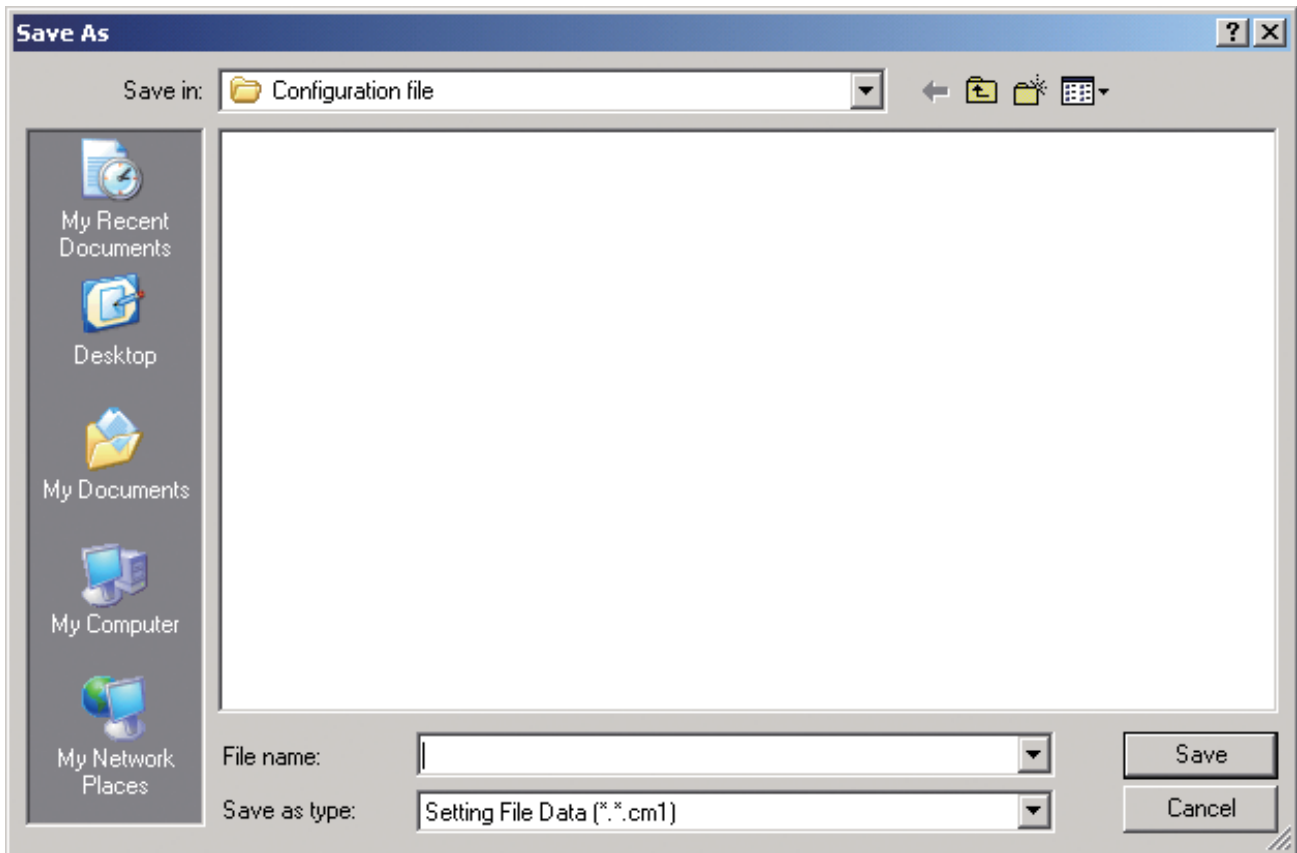 Save As
Save in:
Configuration file
My Recent
Documents
Desktop
My Documents
My Computer
My Network
Places
File name:
Save
Save as type:
Setting File Data (*.*.cm1)
Cancel